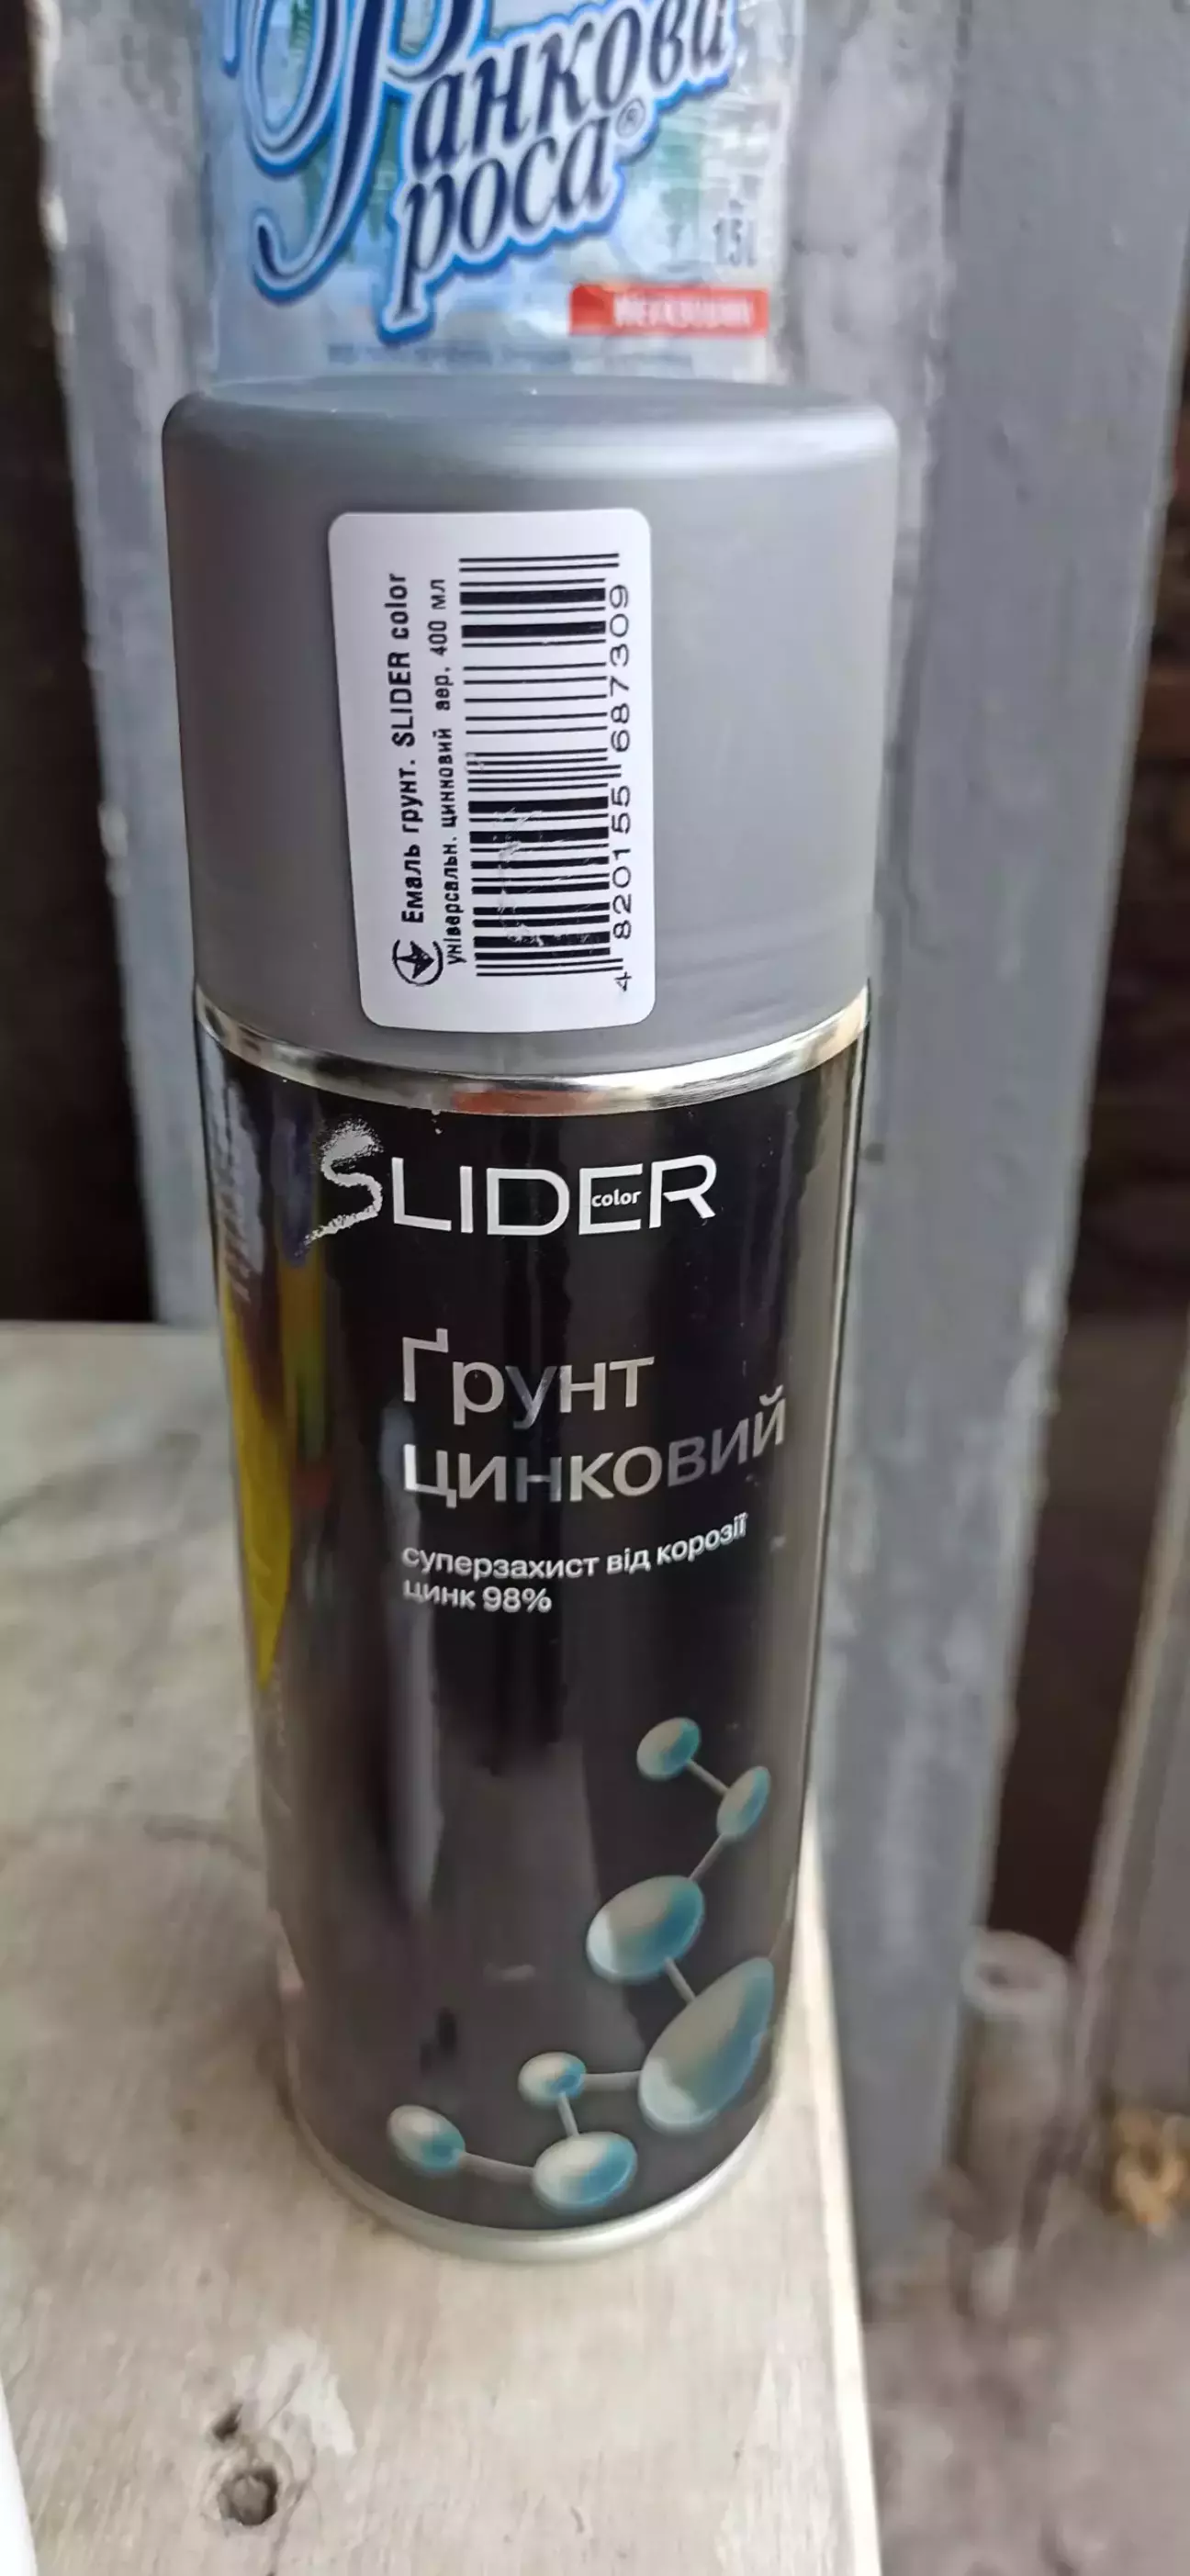 Ранкова
роса®
1.5 L
Негазована
Емаль грунт. SLIDER color
універсальн. цинковий аер. 400 мл
4 820155 687309
SLIDER
color
Ґрунт
цинковий
суперзахист від корозії
цинк 98%